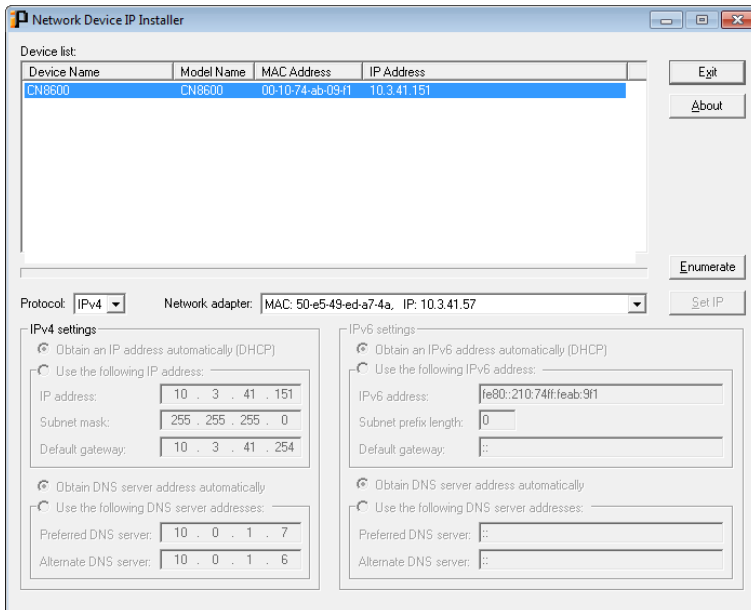 Network Device IP Installer
Device list:
Device Name Model Name MAC Address IP Address
CN8600 CN8600 00-10-74-ab-09-f1 10.3.41.151
Exit
About
Enumerate
Protocol: IPv4 Network adapter: MAC: 50-e5-49-ed-a7-4a, IP: 10.3.41.57
Set IP
IPv4 settings
Obtain an IP address automatically (DHCP)
Use the following IP address:
IP address: 10 . 3 . 41 . 151
Subnet mask: 255 . 255 . 255 . 0
Default gateway: 10 . 3 . 41 . 254
Obtain DNS server address automatically
Use the following DNS server addresses:
Preferred DNS server: 10 . 0 . 1 . 7
Alternate DNS server: 10 . 0 . 1 . 6
IPv6 settings
Obtain an IPv6 address automatically (DHCP)
Use the following IPv6 address:
IPv6 address: fe80::210:74ff:feab:9f1
Subnet prefix length: 0
Default gateway: ::
Obtain DNS server address automatically
Use the following DNS server addresses:
Preferred DNS server: ::
Alternate DNS server: ::